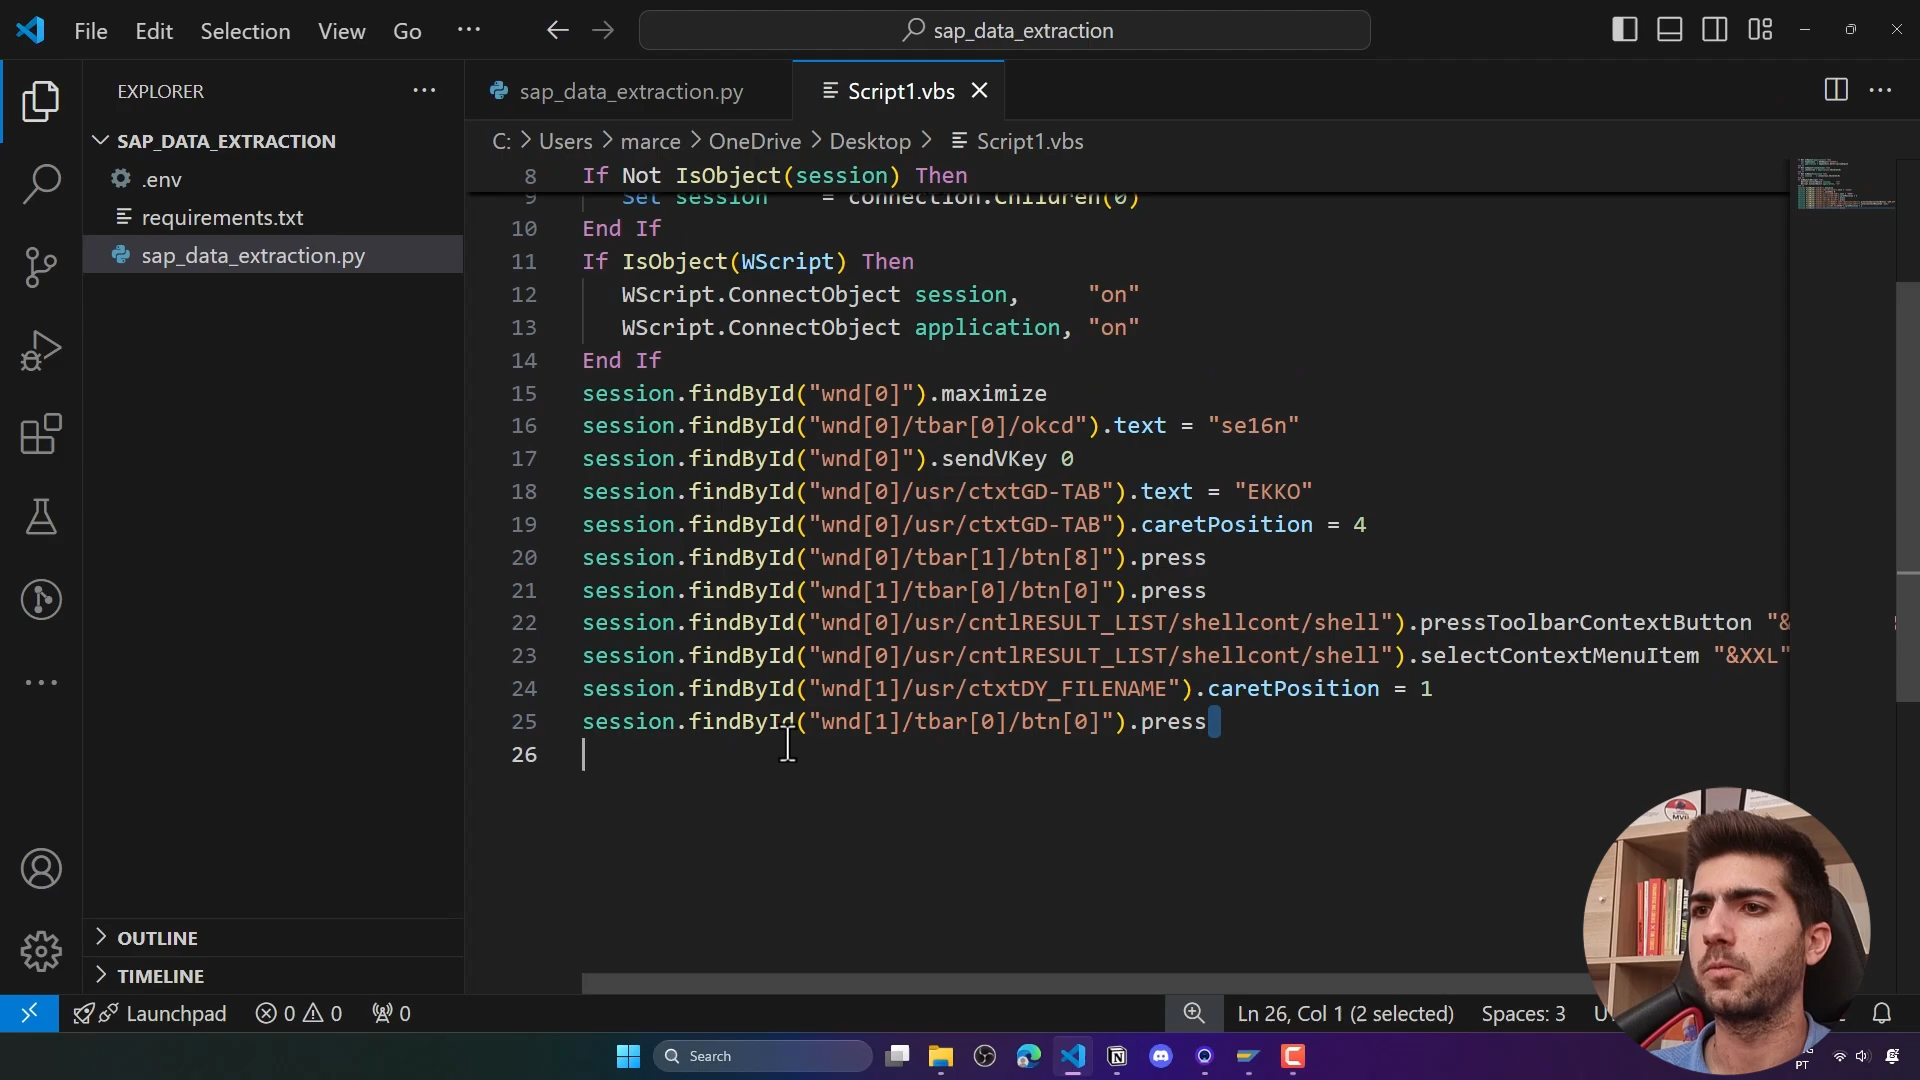 File Edit Selection View Go
sap_data_extraction
EXPLORER
SAP_DATA_EXTRACTION
.env
requirements.txt
sap_data_extraction.py
OUTLINE
TIMELINE
sap_data_extraction.py
Script1.vbs
C: > Users > marce > OneDrive > Desktop > Script1.vbs
8 If Not IsObject(session) Then
9 Set session = connection.Children(0)
10 End If
11 If IsObject(WScript) Then
12 WScript.ConnectObject session, "on"
13 WScript.ConnectObject application, "on"
14 End If
15 session.findById("wnd[0]").maximize
16 session.findById("wnd[0]/tbar[0]/okcd").text = "se16n"
17 session.findById("wnd[0]").sendVKey 0
18 session.findById("wnd[0]/usr/ctxtGD-TAB").text = "EKKO"
19 session.findById("wnd[0]/usr/ctxtGD-TAB").caretPosition = 4
20 session.findById("wnd[0]/tbar[1]/btn[8]").press
21 session.findById("wnd[1]/tbar[0]/btn[0]").press
22 session.findById("wnd[0]/usr/cntlRESULT_LIST/shellcont/shell").pressToolbarContextButton "&
23 session.findById("wnd[0]/usr/cntlRESULT_LIST/shellcont/shell").selectContextMenuItem "&XXL"
24 session.findById("wnd[1]/usr/ctxtDY_FILENAME").caretPosition = 1
25 session.findById("wnd[1]/tbar[0]/btn[0]").press
26
Launchpad 0 0 0
Ln 26, Col 1 (2 selected) Spaces: 3
Search
PT